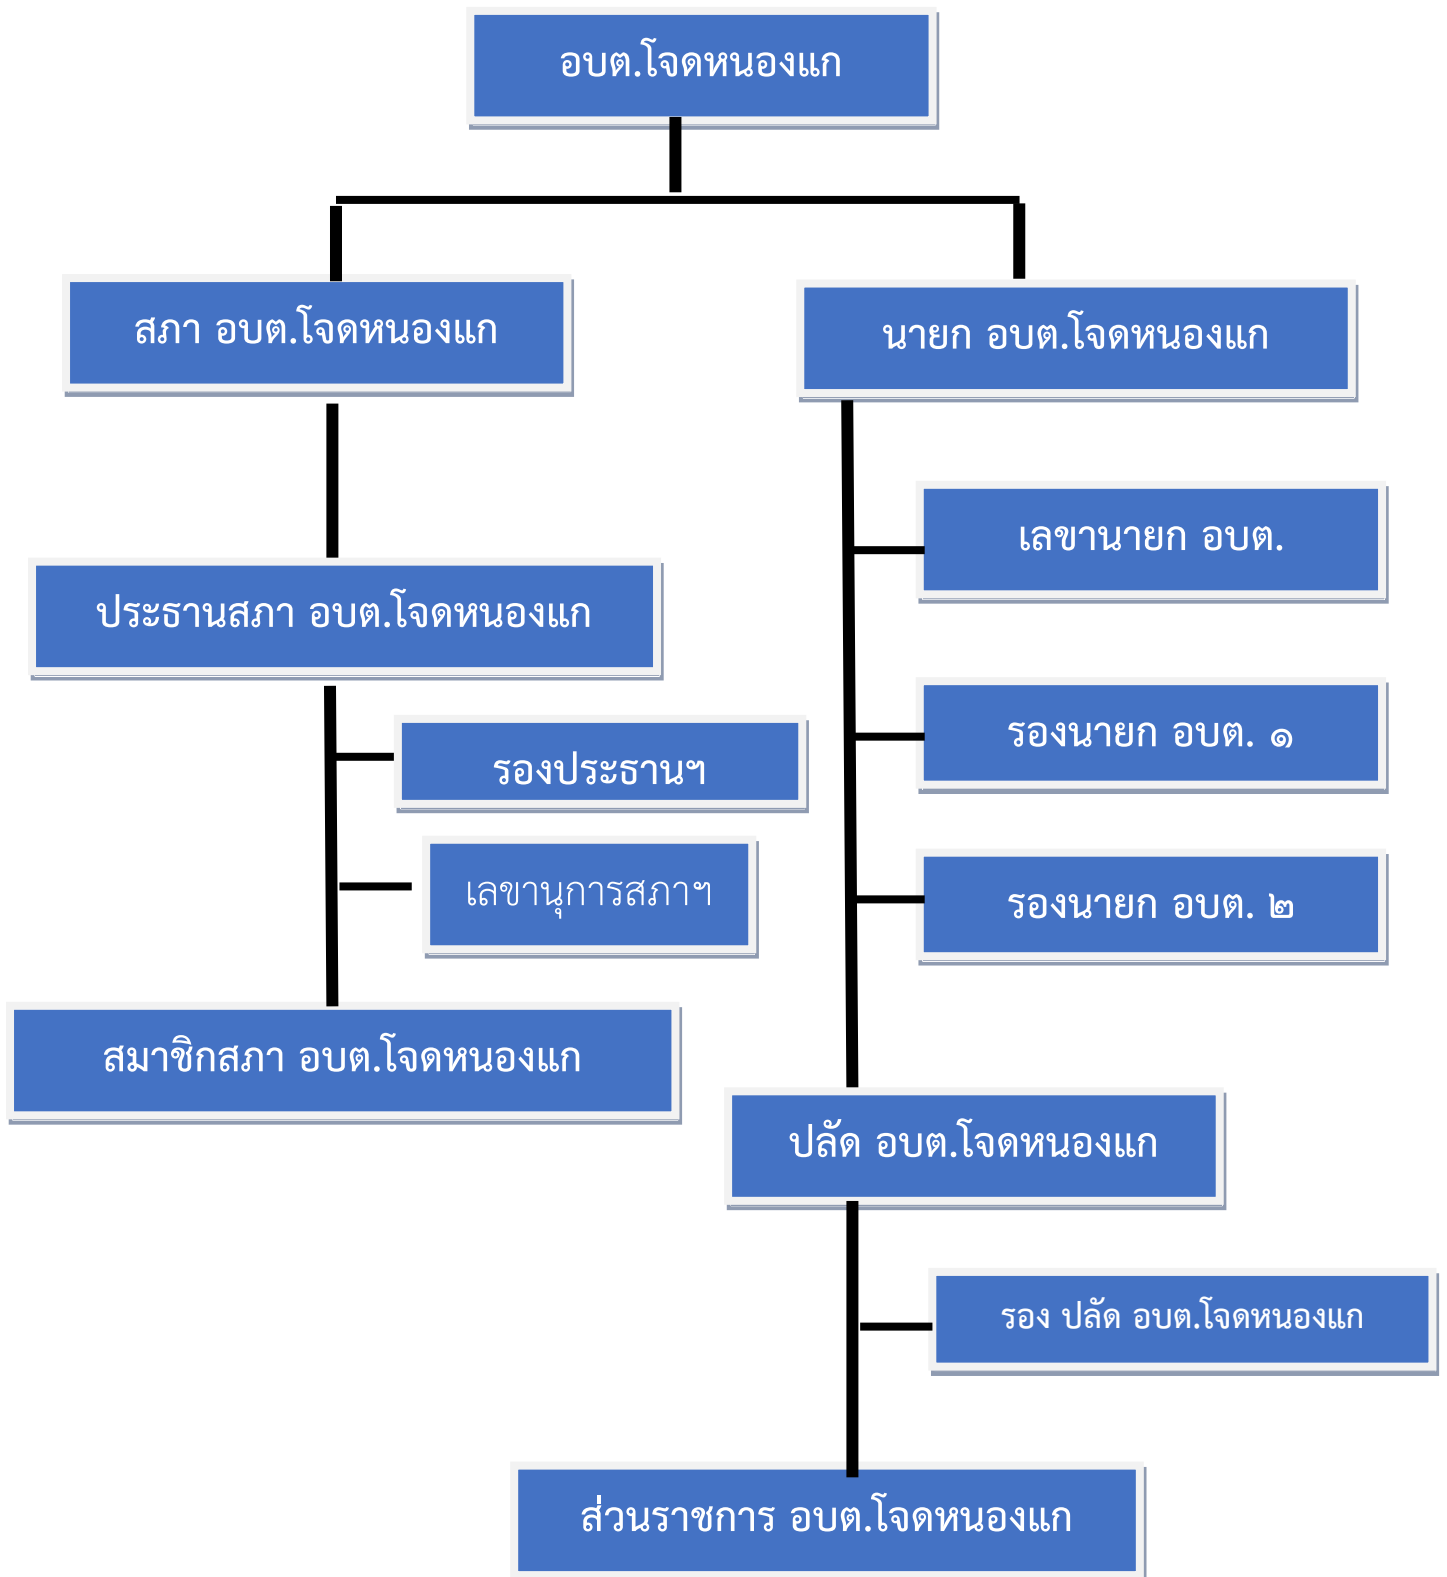 อบต.โจดหนองแก
สภา อบต.โจดหนองแก
นายก อบต.โจดหนองแก
เลขานายก อบต.
ประธานสภา อบต.โจดหนองแก
รองนายก อบต. ๑
รองประธานฯ
เลขานุการสภาฯ
รองนายก อบต. ๒
สมาชิกสภา อบต.โจดหนองแก
ปลัด อบต.โจดหนองแก
รอง ปลัด อบต.โจดหนองแก
ส่วนราชการ อบต.โจดหนองแก